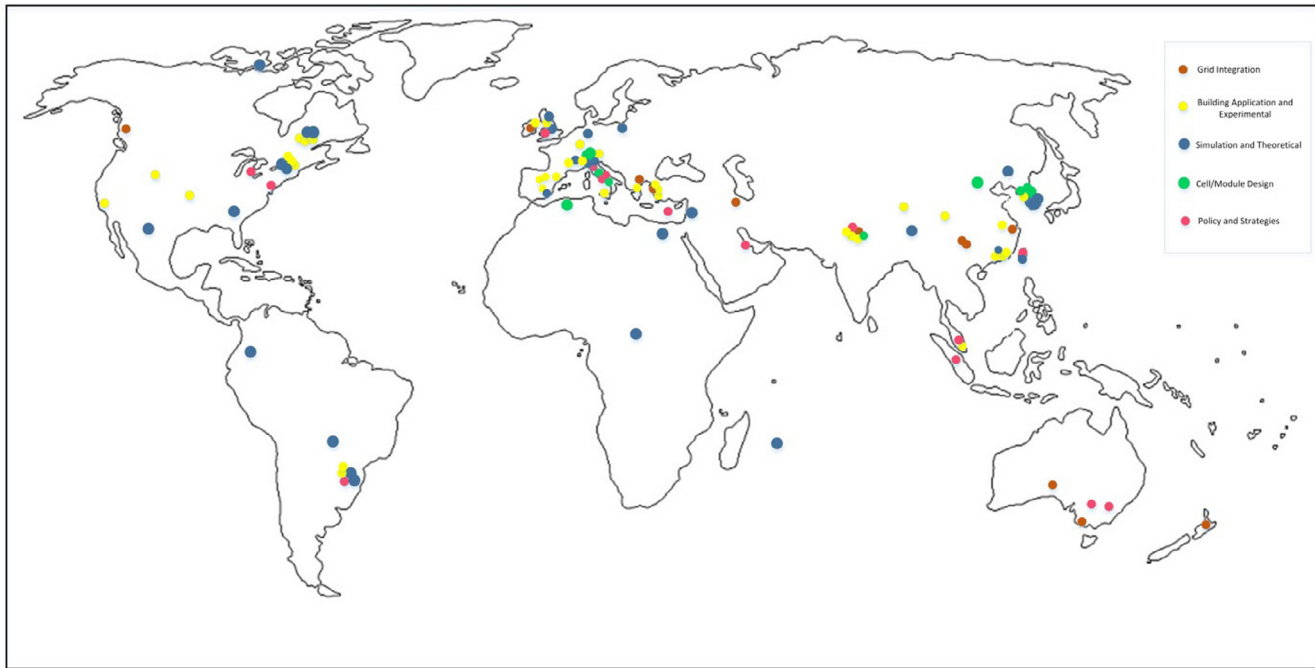 Grid Integration
Building Application and
Experimental
Simulation and Theoretical
Cell/Module Design
Policy and Strategies